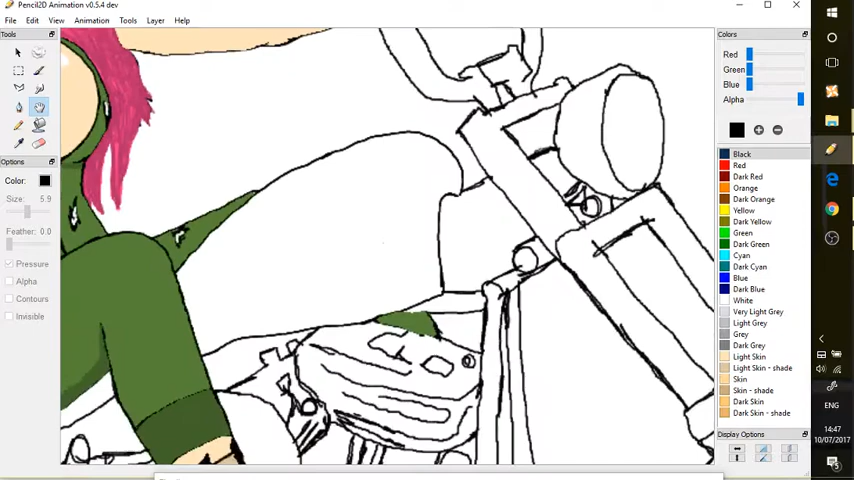 Pencil2D Animation v0.5.4 dev
File Edit View Animation Tools Layer Help
Tools
Options
Color:
Size: 5.9
Feather: 0.0
Pressure
Alpha
Contours
Invisible
Colors
Red
Green
Blue
Alpha
Black
Red
Dark Red
Orange
Dark Orange
Yellow
Dark Yellow
Green
Dark Green
Cyan
Dark Cyan
Blue
Dark Blue
White
Very Light Grey
Light Grey
Grey
Dark Grey
Light Skin
Light Skin - shade
Skin
Skin - shade
Dark Skin
Dark Skin - shade
Display Options
ENG
14:47
10/07/2017
5